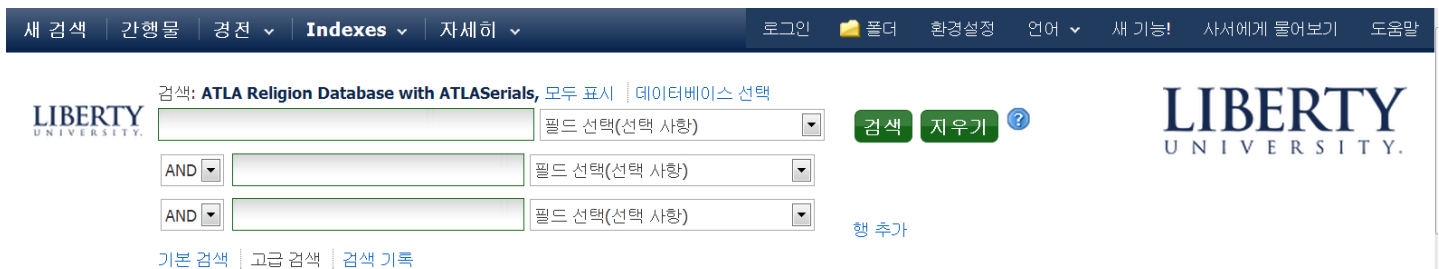 새 검색 간행물 경전 Indexes 자세히 로그인 폴더 환경설정 언어 새 기능! 사서에게 물어보기 도움말
검색: ATLA Religion Database with ATLASerials, 모두 표시 데이터베이스 선택
LIBERTY
UNIVERSITY.
필드 선택(선택 사항) 검색 지우기 ?
LIBERTY
UNIVERSITY.
AND 필드 선택(선택 사항)
AND 필드 선택(선택 사항) 행 추가
기본 검색 고급 검색 검색 기록